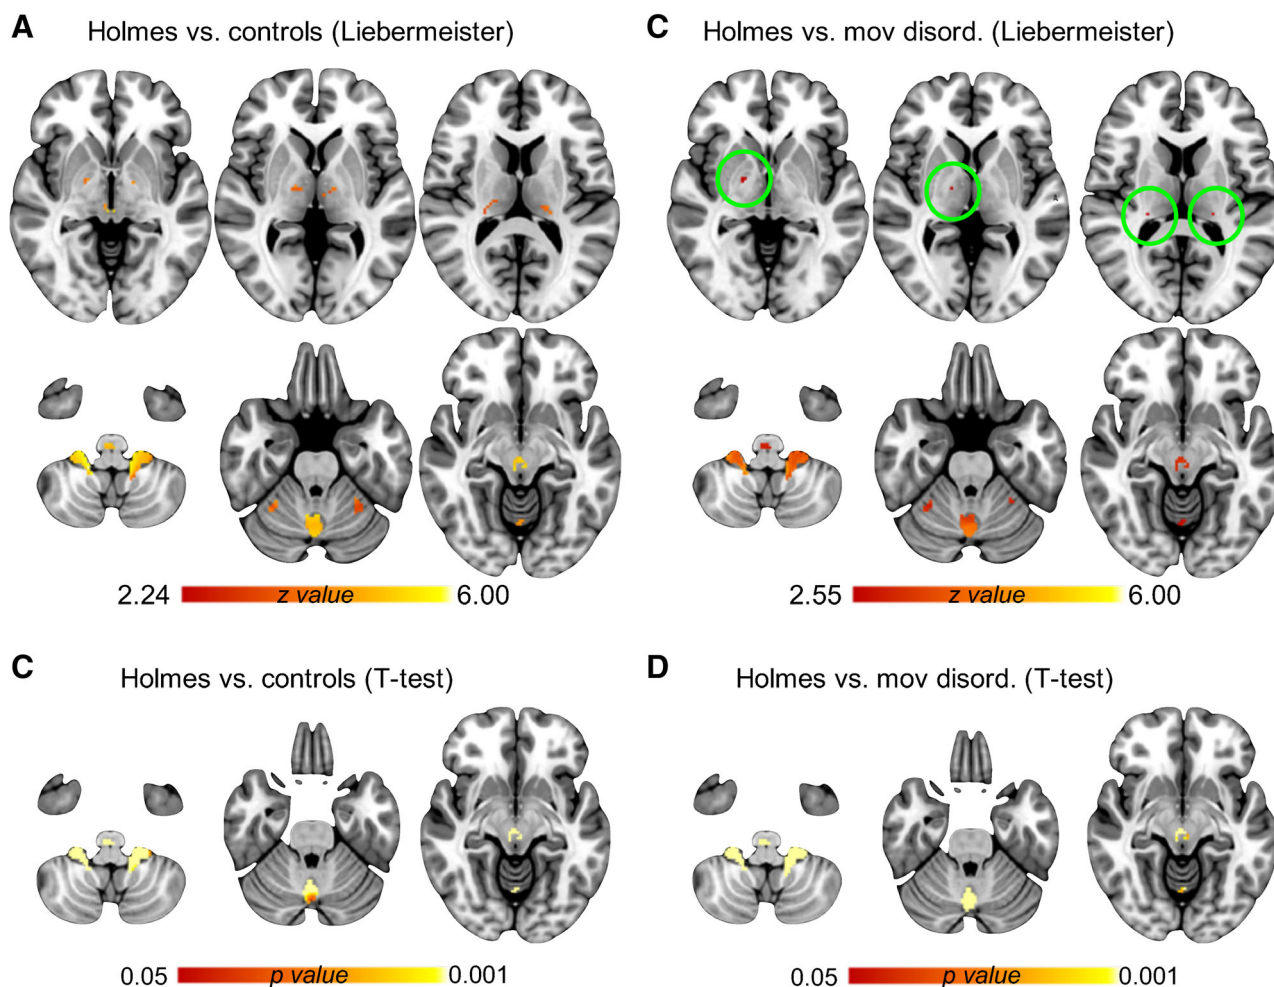 A Holmes vs. controls (Liebermeister)
2.24 z value 6.00
C Holmes vs. mov disord. (Liebermeister)
2.55 z value 6.00
C Holmes vs. controls (T-test)
0.05 p value 0.001
D Holmes vs. mov disord. (T-test)
0.05 p value 0.001